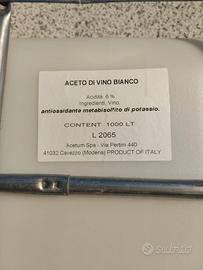 ACETO DI VINO BIANCO
Acidità: 6 %
Ingredienti, Vino,
antiossidante metabisolfito di potassio.
CONTENT. 1000 LT
L 2065
Acetum Spa - Via Pertini 440
41032 Cavezzo (Modena) PRODUCT OF ITALY
subito